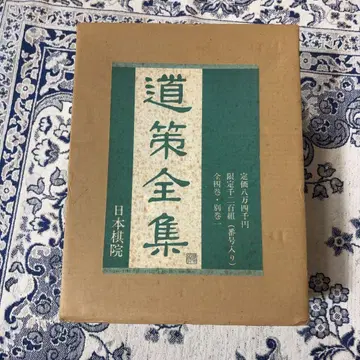 道策全集
定価八万四千円
限定千二百組（番号入り）
全四巻・別巻一
日本棋院